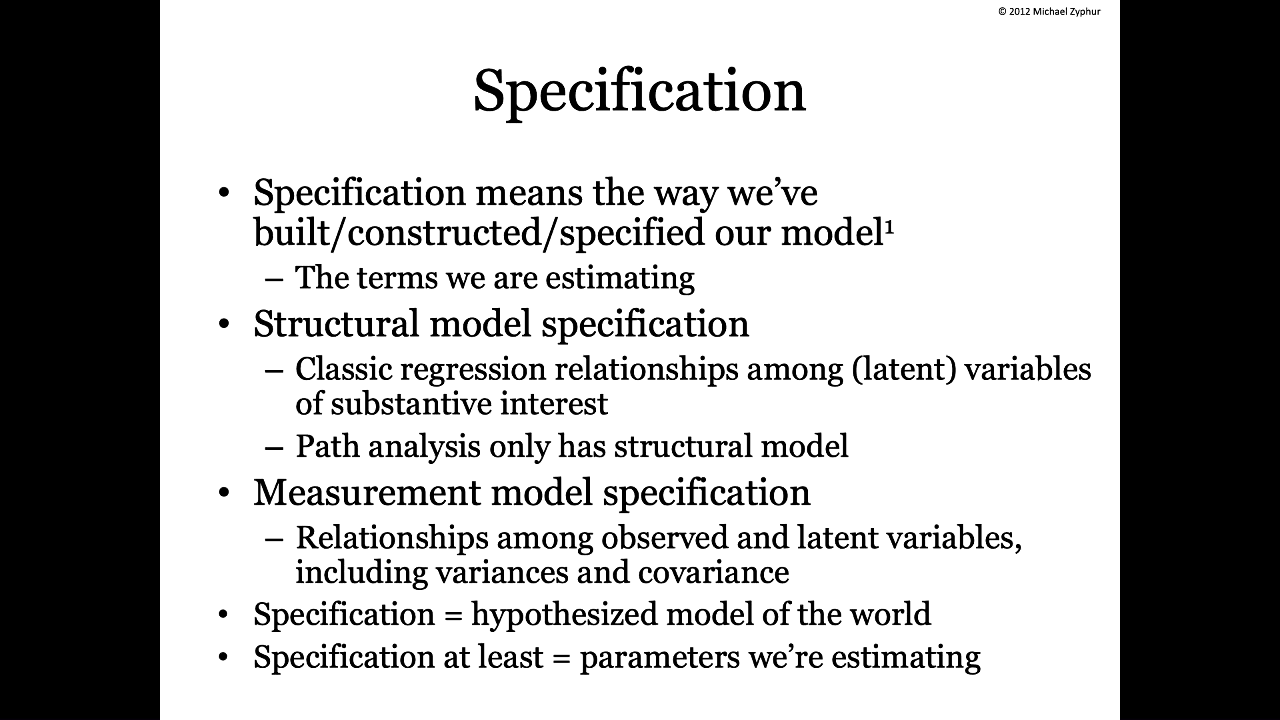 © 2012 Michael Zyphur
Specification
• Specification means the way we’ve
built/constructed/specified our model¹
– The terms we are estimating
• Structural model specification
– Classic regression relationships among (latent) variables
of substantive interest
– Path analysis only has structural model
• Measurement model specification
– Relationships among observed and latent variables,
including variances and covariance
• Specification = hypothesized model of the world
• Specification at least = parameters we’re estimating